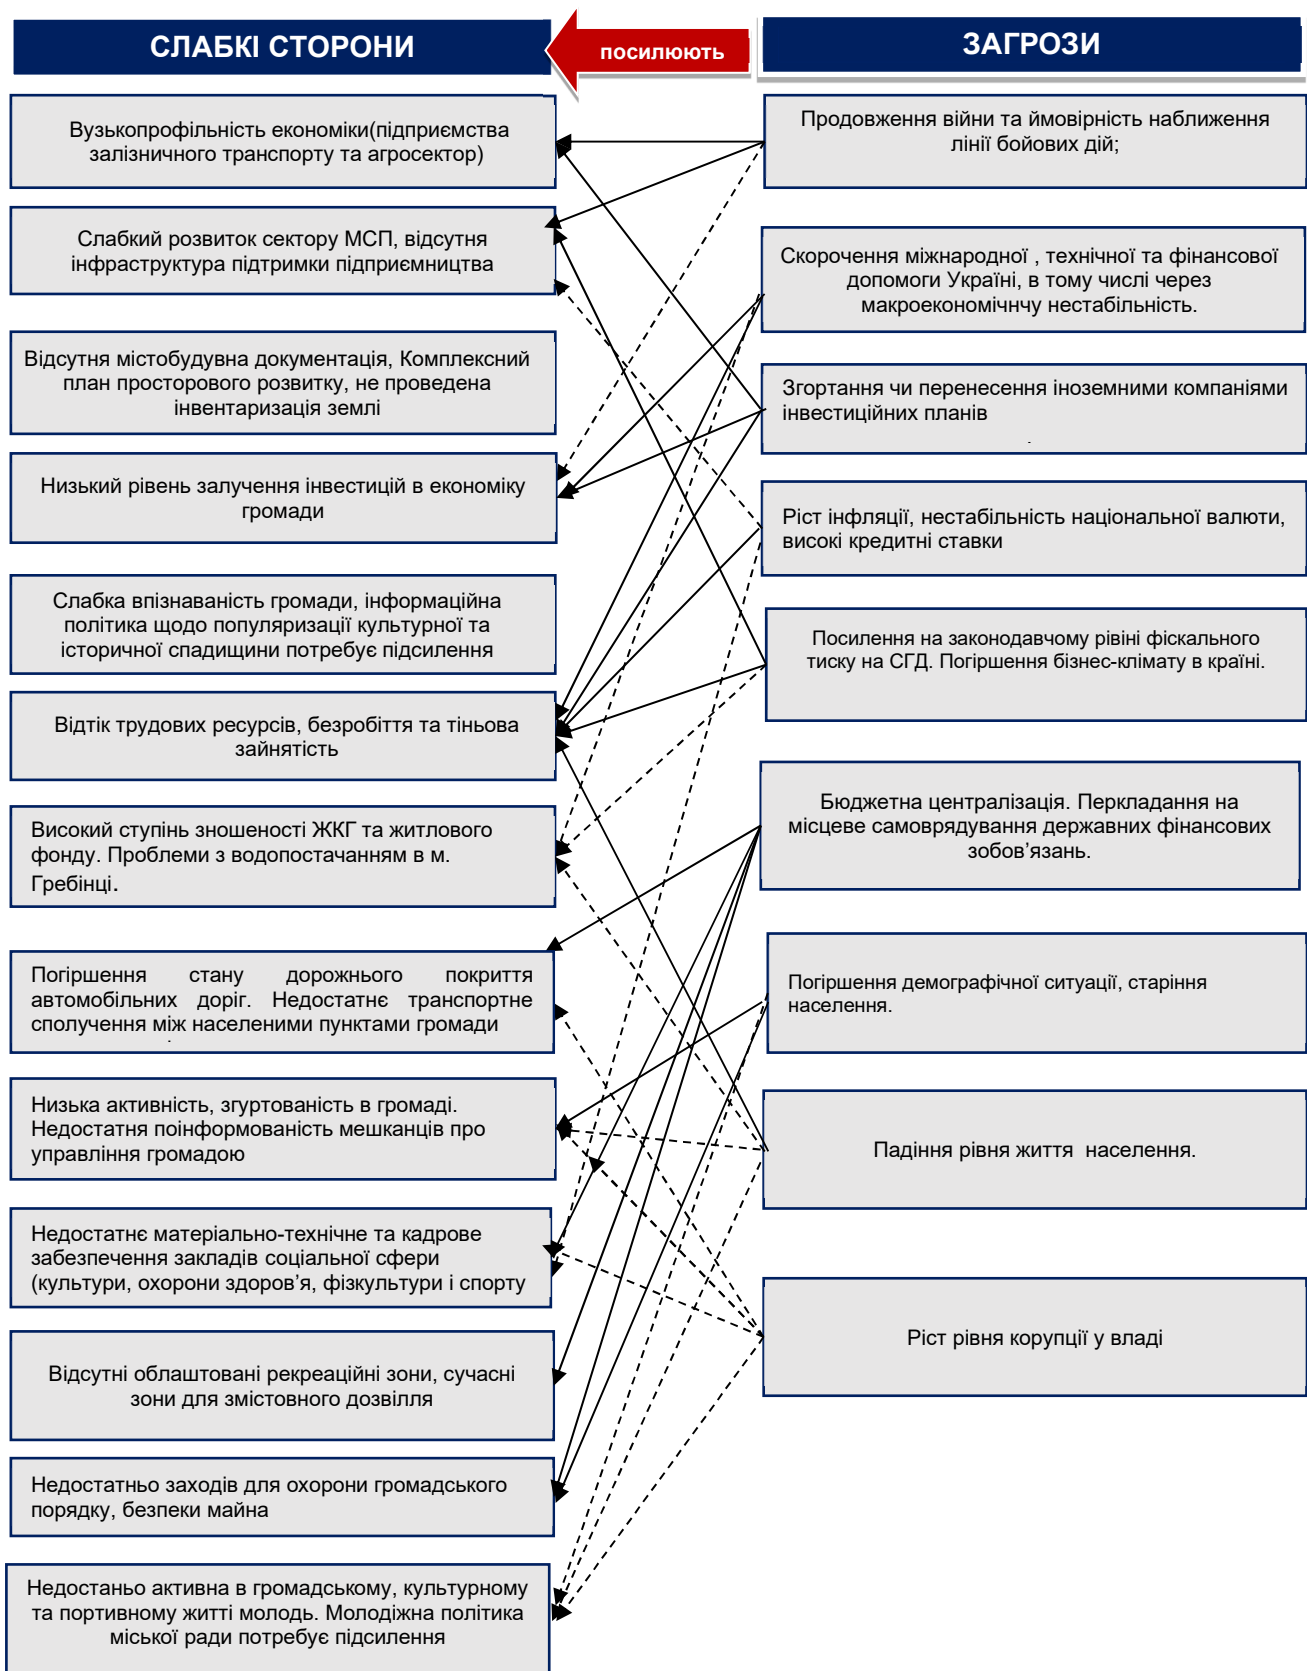 СЛАБКІ СТОРОНИ
посилюють
ЗАГРОЗИ
Вузькопрофільність економіки(підприємства
залізничного транспорту та агросектор)
Слабкий розвиток сектору МСП, відсутня
інфраструктура підтримки підприємництва
Відсутня містобудувна документація, Комплексний
план просторового розвитку, не проведена
інвентаризація землі
Низький рівень залучення інвестицій в економіку
громади
Слабка впізнаваність громади, інформаційна
політика щодо популяризації культурної та
історичної спадищини потребує підсилення
Відтік трудових ресурсів, безробіття та тіньова
зайнятість
Високий ступінь зношеності ЖКГ та житлового
фонду. Проблеми з водопостачанням в м.
Гребінці.
Погіршення стану дорожнього покриття
автомобільних доріг. Недостатнє транспортне
сполучення між населеними пунктами громади
Низька активність, згуртованість в громаді.
Недостатня поінформованість мешканців про
управління громадою
Недостатнє матеріально-технічне та кадрове
забезпечення закладів соціальної сфери
(культури, охорони здоров’я, фізкультури і спорту
Відсутні облаштовані рекреаційні зони, сучасні
зони для змістовного дозвілля
Недостатньо заходів для охорони громадського
порядку, безпеки майна
Недостаньо активна в громадському, культурному
та портивному житті молодь. Молодіжна політика
міської ради потребує підсилення
Продовження війни та ймовірність наближення
лінії бойових дій;
Скорочення міжнародної , технічної та фінансової
допомоги Україні, в тому числі через
макроекономічнчу нестабільність.
Згортання чи перенесення іноземними компаніями
інвестиційних планів
Ріст інфляції, нестабільність національної валюти,
високі кредитні ставки
Посилення на законодавчому рівні фіскального
тиску на СГД. Погіршення бізнес-клімату в країні.
Бюджетна централізація. Перкладання на
місцеве самоврядування державних фінансових
зобов’язань.
Погіршення демографічної ситуації, старіння
населення.
Падіння рівня життя  населення.
Ріст рівня корупції у владі